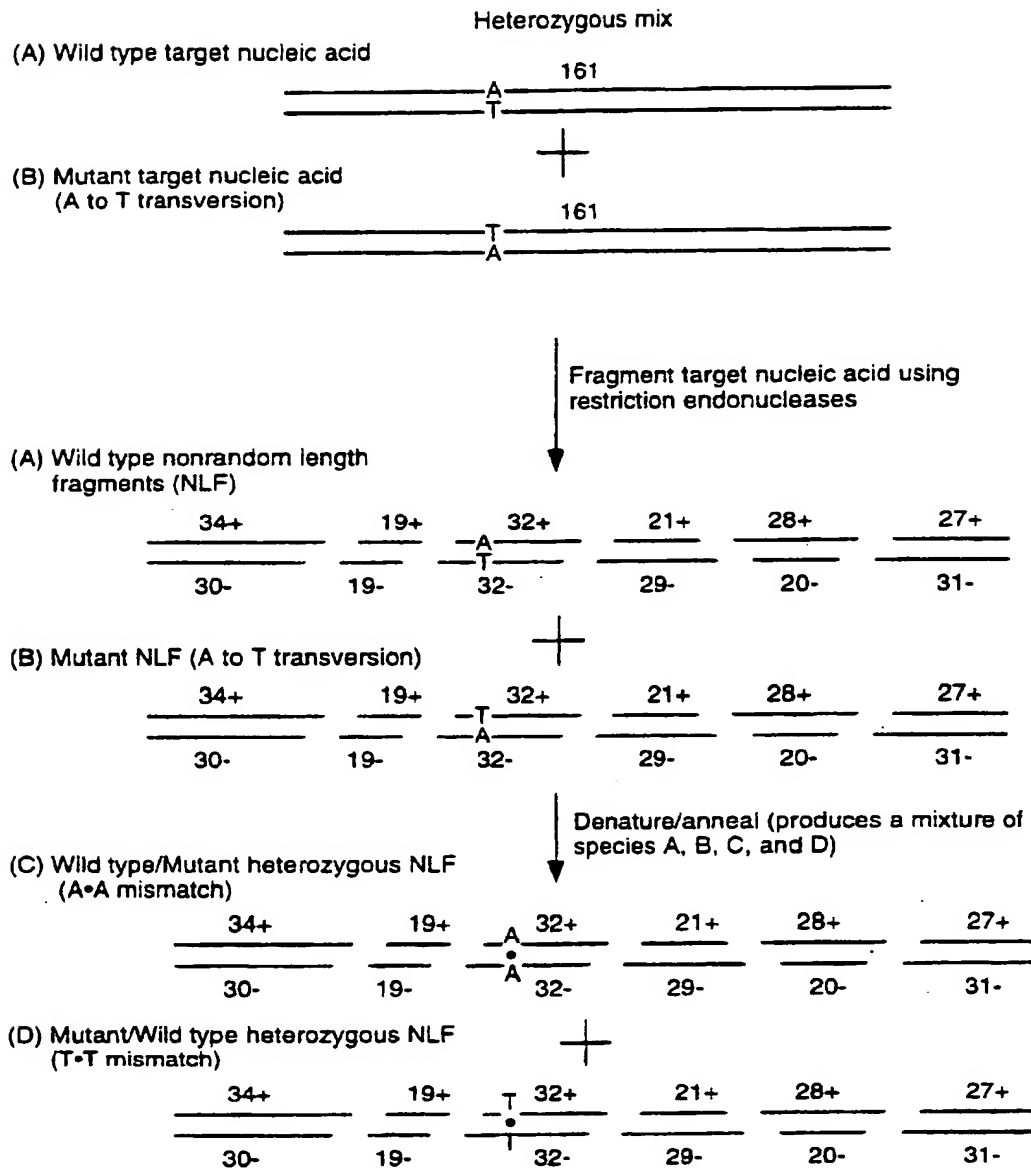 Heterozygous mix
(A) Wild type target nucleic acid
161
A
T
(B) Mutant target nucleic acid
(A to T transversion)
161
T
A
Fragment target nucleic acid using
restriction endonucleases
(A) Wild type nonrandom length
fragments (NLF)
34+ 19+ 32+ 21+ 28+ 27+
A
T
30- 19- 32- 29- 20- 31-
(B) Mutant NLF (A to T transversion)
34+ 19+ 32+ 21+ 28+ 27+
T
A
30- 19- 32- 29- 20- 31-
Denature/anneal (produces a mixture of
species A, B, C, and D)
(C) Wild type/Mutant heterozygous NLF
(A•A mismatch)
34+ 19+ A 32+ 21+ 28+ 27+
•
A
30- 19- 32- 29- 20- 31-
(D) Mutant/Wild type heterozygous NLF
(T•T mismatch)
34+ 19+ T 32+ 21+ 28+ 27+
•
30- 19- 32- 29- 20- 31-